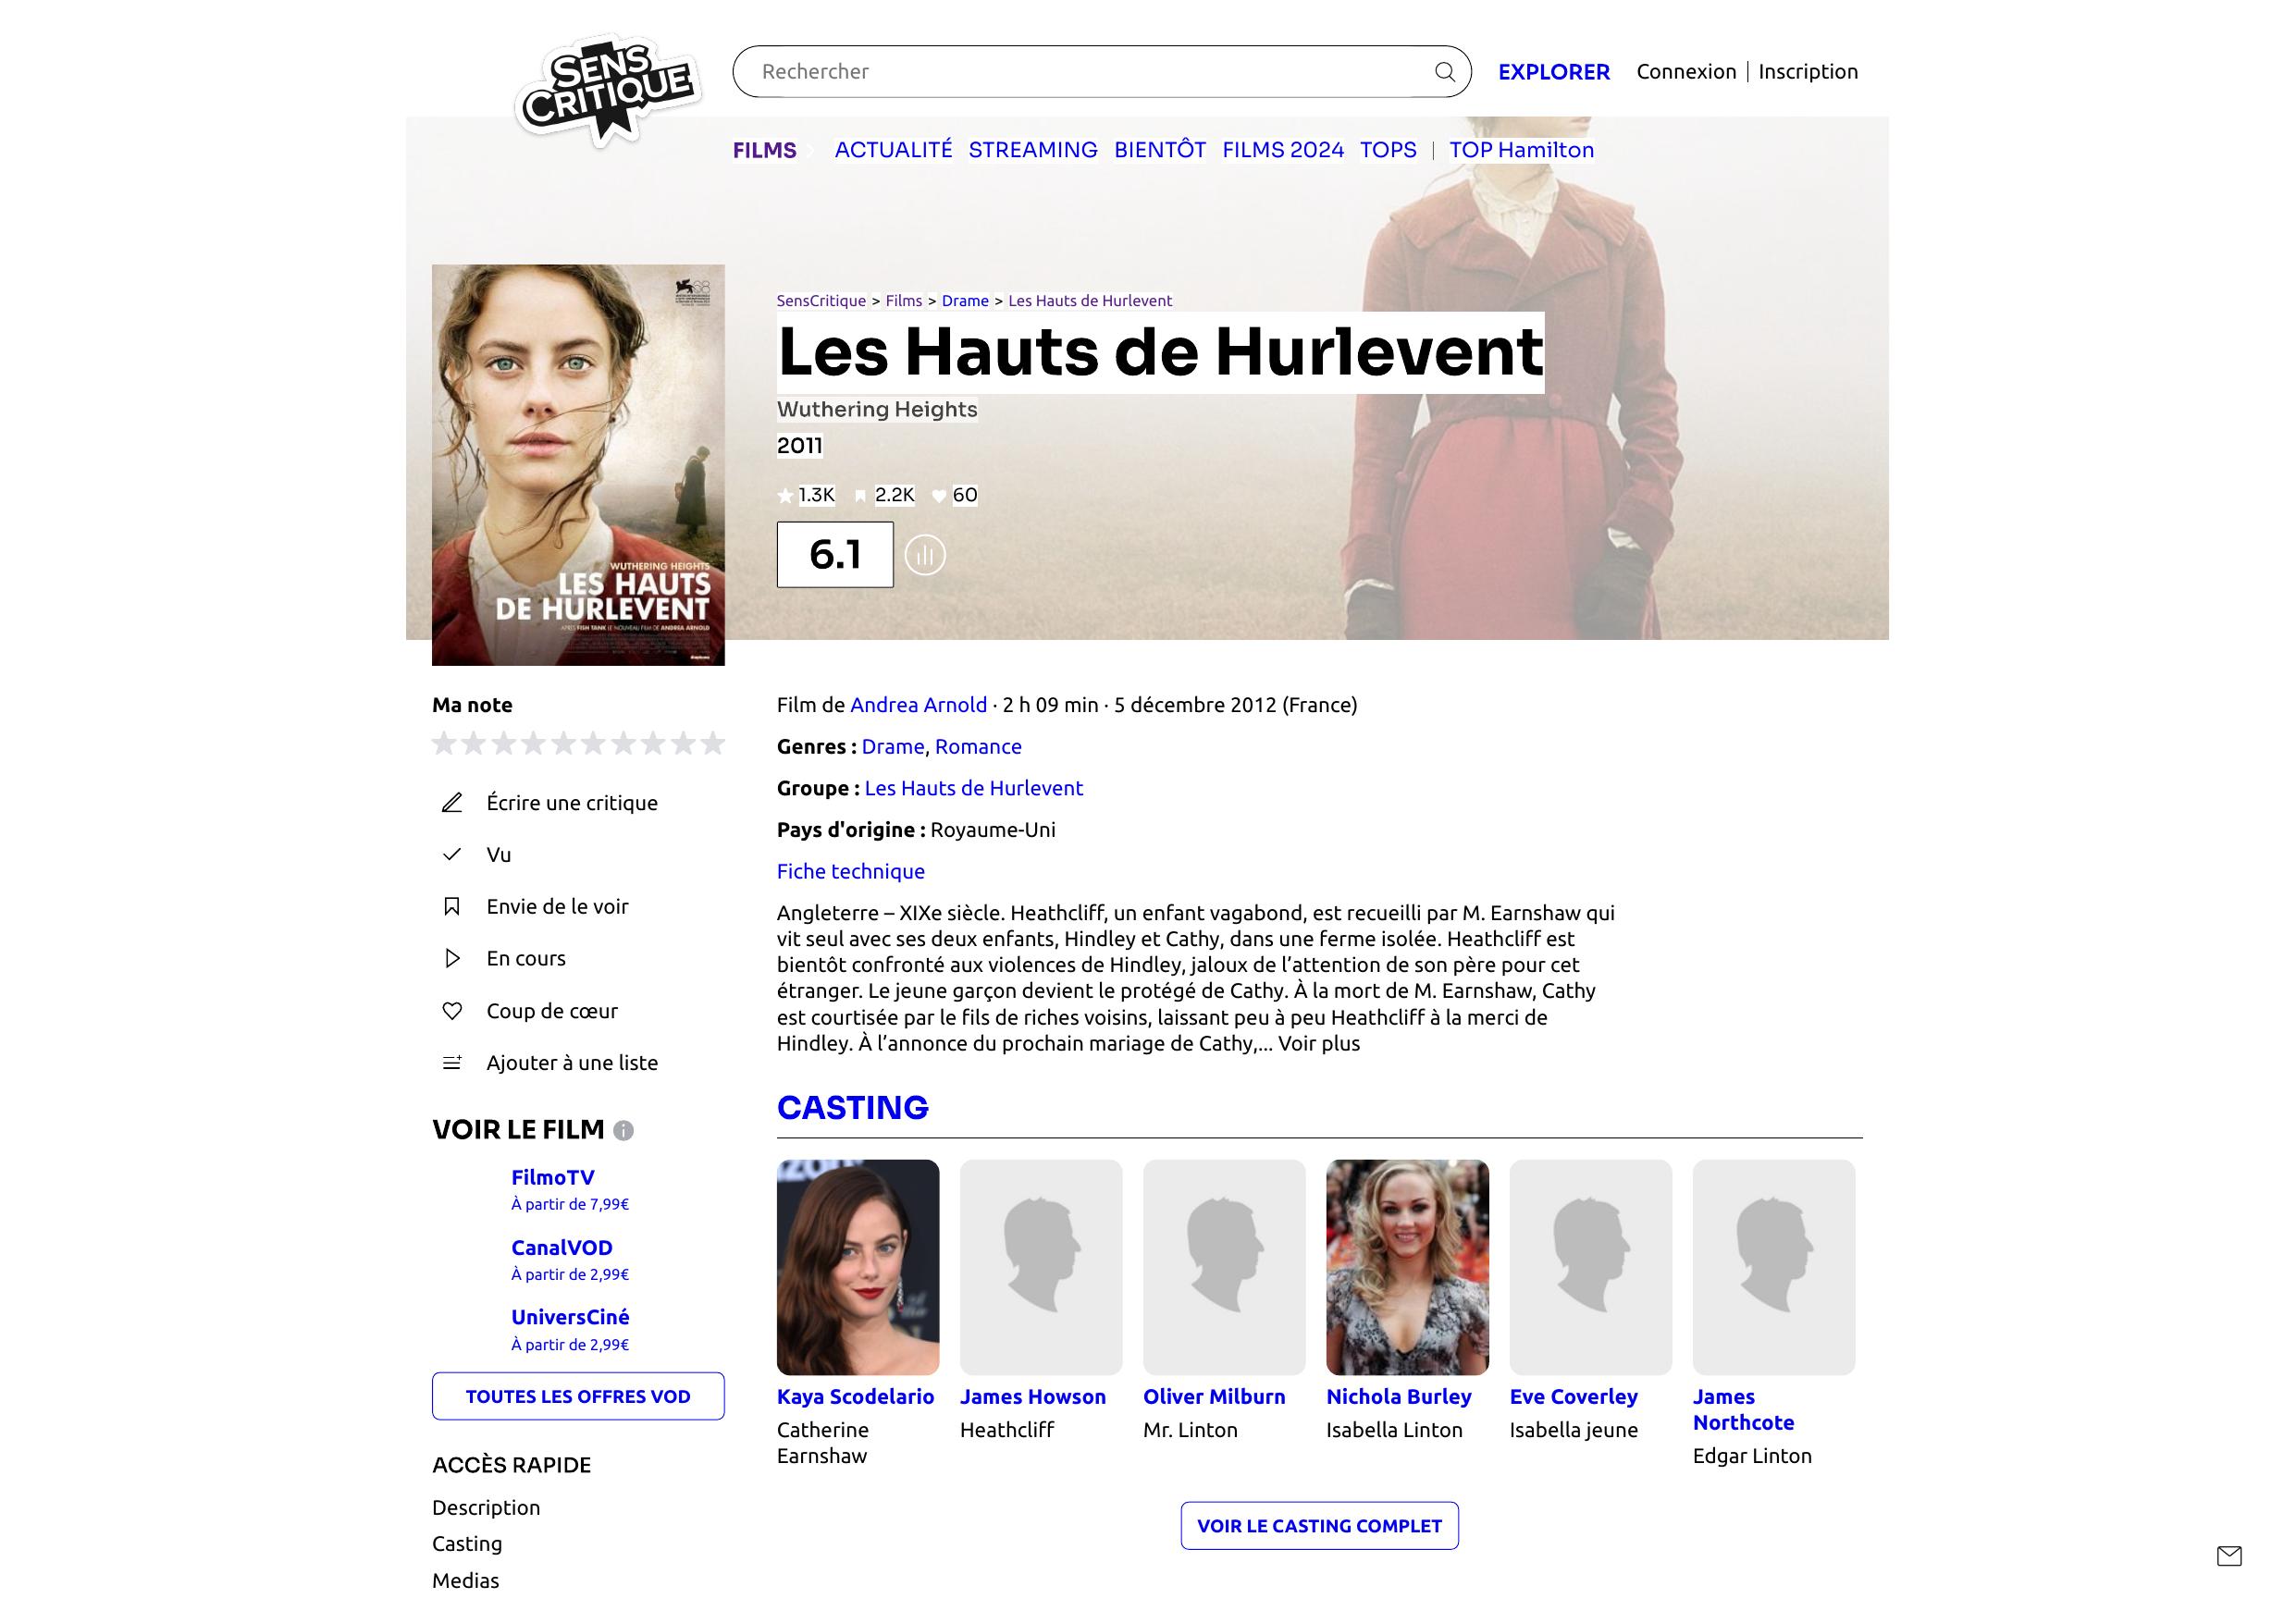 SENS
CRITIQUE
Rechercher
EXPLORER
Connexion | Inscription
FILMS
ACTUALITÉ
STREAMING
BIENTÔT
FILMS 2024
TOPS
|
TOP Hamilton
68
WUTHERING HEIGHTS
LES HAUTS
DE HURLEVENT
APRÈS FISH TANK LE NOUVEAU FILM DE ANDREA ARNOLD
SensCritique > Films > Drame > Les Hauts de Hurlevent
Les Hauts de Hurlevent
Wuthering Heights
2011
1.3K
2.2K
60
6.1
Ma note
Écrire une critique
Vu
Envie de le voir
En cours
Coup de cœur
Ajouter à une liste
VOIR LE FILM
FilmoTV
À partir de 7,99€
CanalVOD
À partir de 2,99€
UniversCiné
À partir de 2,99€
TOUTES LES OFFRES VOD
ACCÈS RAPIDE
Description
Casting
Medias
Film de Andrea Arnold · 2 h 09 min · 5 décembre 2012 (France)
Genres : Drame, Romance
Groupe : Les Hauts de Hurlevent
Pays d'origine : Royaume-Uni
Fiche technique
Angleterre – XIXe siècle. Heathcliff, un enfant vagabond, est recueilli par M. Earnshaw qui
vit seul avec ses deux enfants, Hindley et Cathy, dans une ferme isolée. Heathcliff est
bientôt confronté aux violences de Hindley, jaloux de l’attention de son père pour cet
étranger. Le jeune garçon devient le protégé de Cathy. À la mort de M. Earnshaw, Cathy
est courtisée par le fils de riches voisins, laissant peu à peu Heathcliff à la merci de
Hindley. À l’annonce du prochain mariage de Cathy,... Voir plus
CASTING
Kaya Scodelario
Catherine
Earnshaw
James Howson
Heathcliff
Oliver Milburn
Mr. Linton
Nichola Burley
Isabella Linton
Eve Coverley
Isabella jeune
James
Northcote
Edgar Linton
VOIR LE CASTING COMPLET